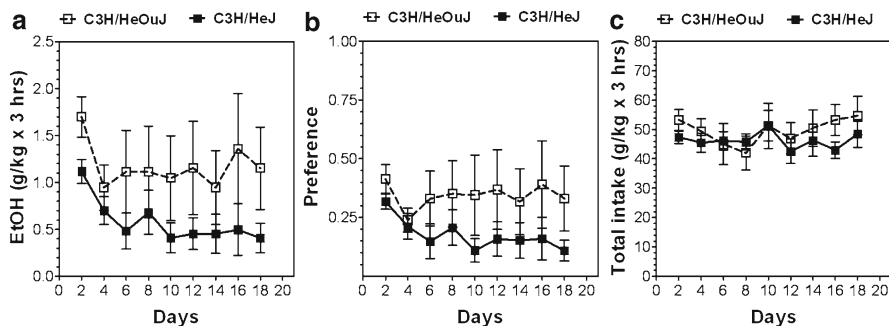 a
C3H/HeOuJ
C3H/HeJ
EtOH (g/kg x 3 hrs)
2.5
2.0
1.5
1.0
0.5
0.0
0 2 4 6 8 10 12 14 16 18 20
Days
b
C3H/HeOuJ
C3H/HeJ
Preference
1.00
0.75
0.50
0.25
0 2 4 6 8 10 12 14 16 18 20
Days
c
C3H/HeOuJ
C3H/HeJ
Total intake (g/kg x 3 hrs)
80
70
60
50
40
30
20
10
0
0 2 4 6 8 10 12 14 16 18 20
Days